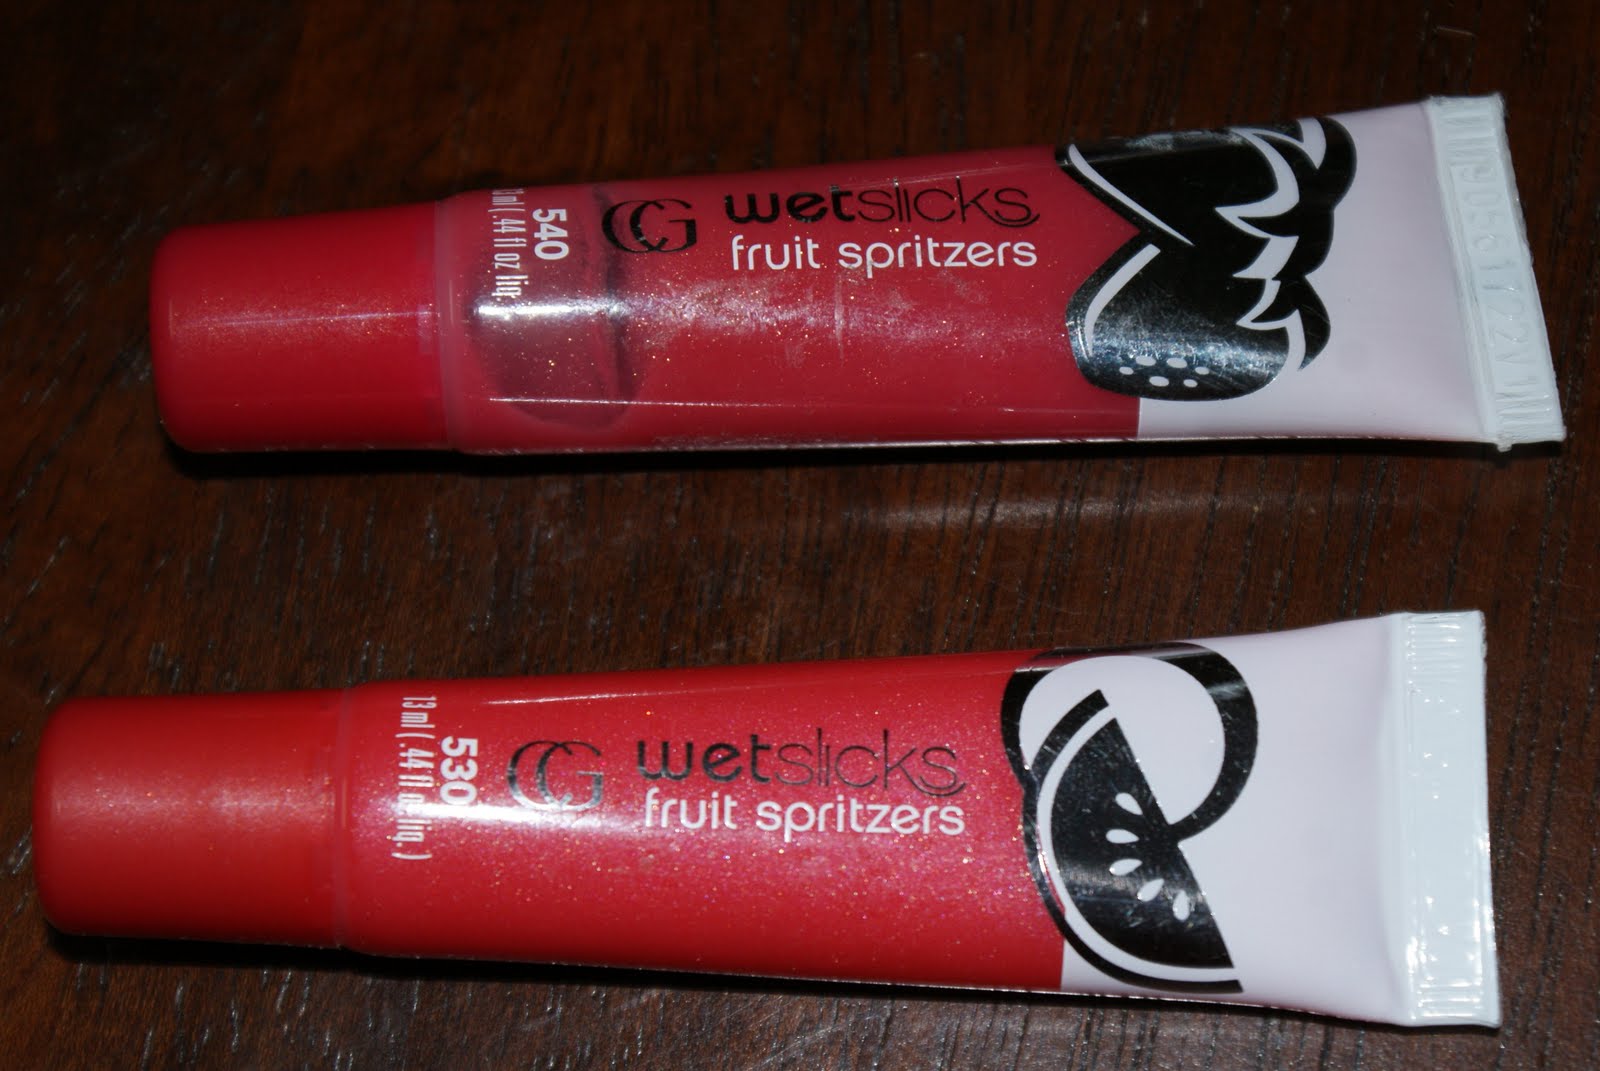 CG wetslicks
fruit spritzers
540
13 ml (.44 fl oz liq.
CG wetslicks
fruit spritzers
530
13 ml (.44 fl oz liq.)